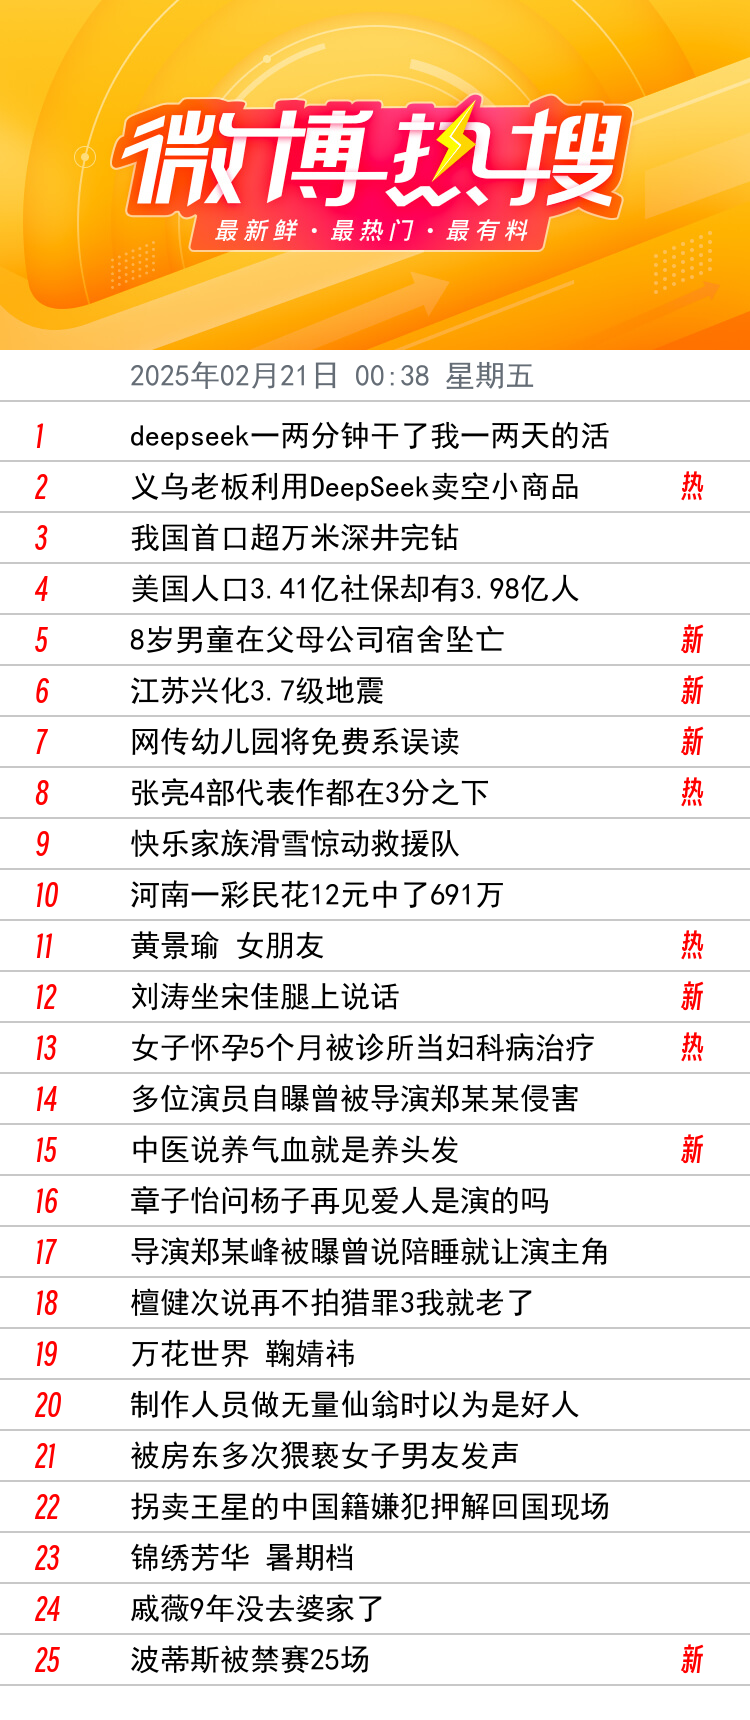 微博热搜
最新鲜·最热门·最有料
2025年02月21日 00:38 星期五
1 deepseek一两分钟干了我一两天的活
2 义乌老板利用DeepSeek卖空小商品 热
3 我国首口超万米深井完钻
4 美国人口3.41亿社保却有3.98亿人
5 8岁男童在父母公司宿舍坠亡 新
6 江苏兴化3.7级地震 新
7 网传幼儿园将免费系误读 新
8 张亮4部代表作都在3分之下 热
9 快乐家族滑雪惊动救援队
10 河南一彩民花12元中了691万
11 黄景瑜 女朋友 热
12 刘涛坐宋佳腿上说话 新
13 女子怀孕5个月被诊所当妇科病治疗 热
14 多位演员自曝曾被导演郑某某侵害
15 中医说养气血就是养头发 新
16 章子怡问杨子再见爱人是演的吗
17 导演郑某峰被曝曾说陪睡就让演主角
18 檀健次说再不拍猎罪3我就老了
19 万花世界 鞠婧祎
20 制作人员做无量仙翁时以为是好人
21 被房东多次猥亵女子男友发声
22 拐卖王星的中国籍嫌犯押解回国现场
23 锦绣芳华 暑期档
24 戚薇9年没去婆家了
25 波蒂斯被禁赛25场 新